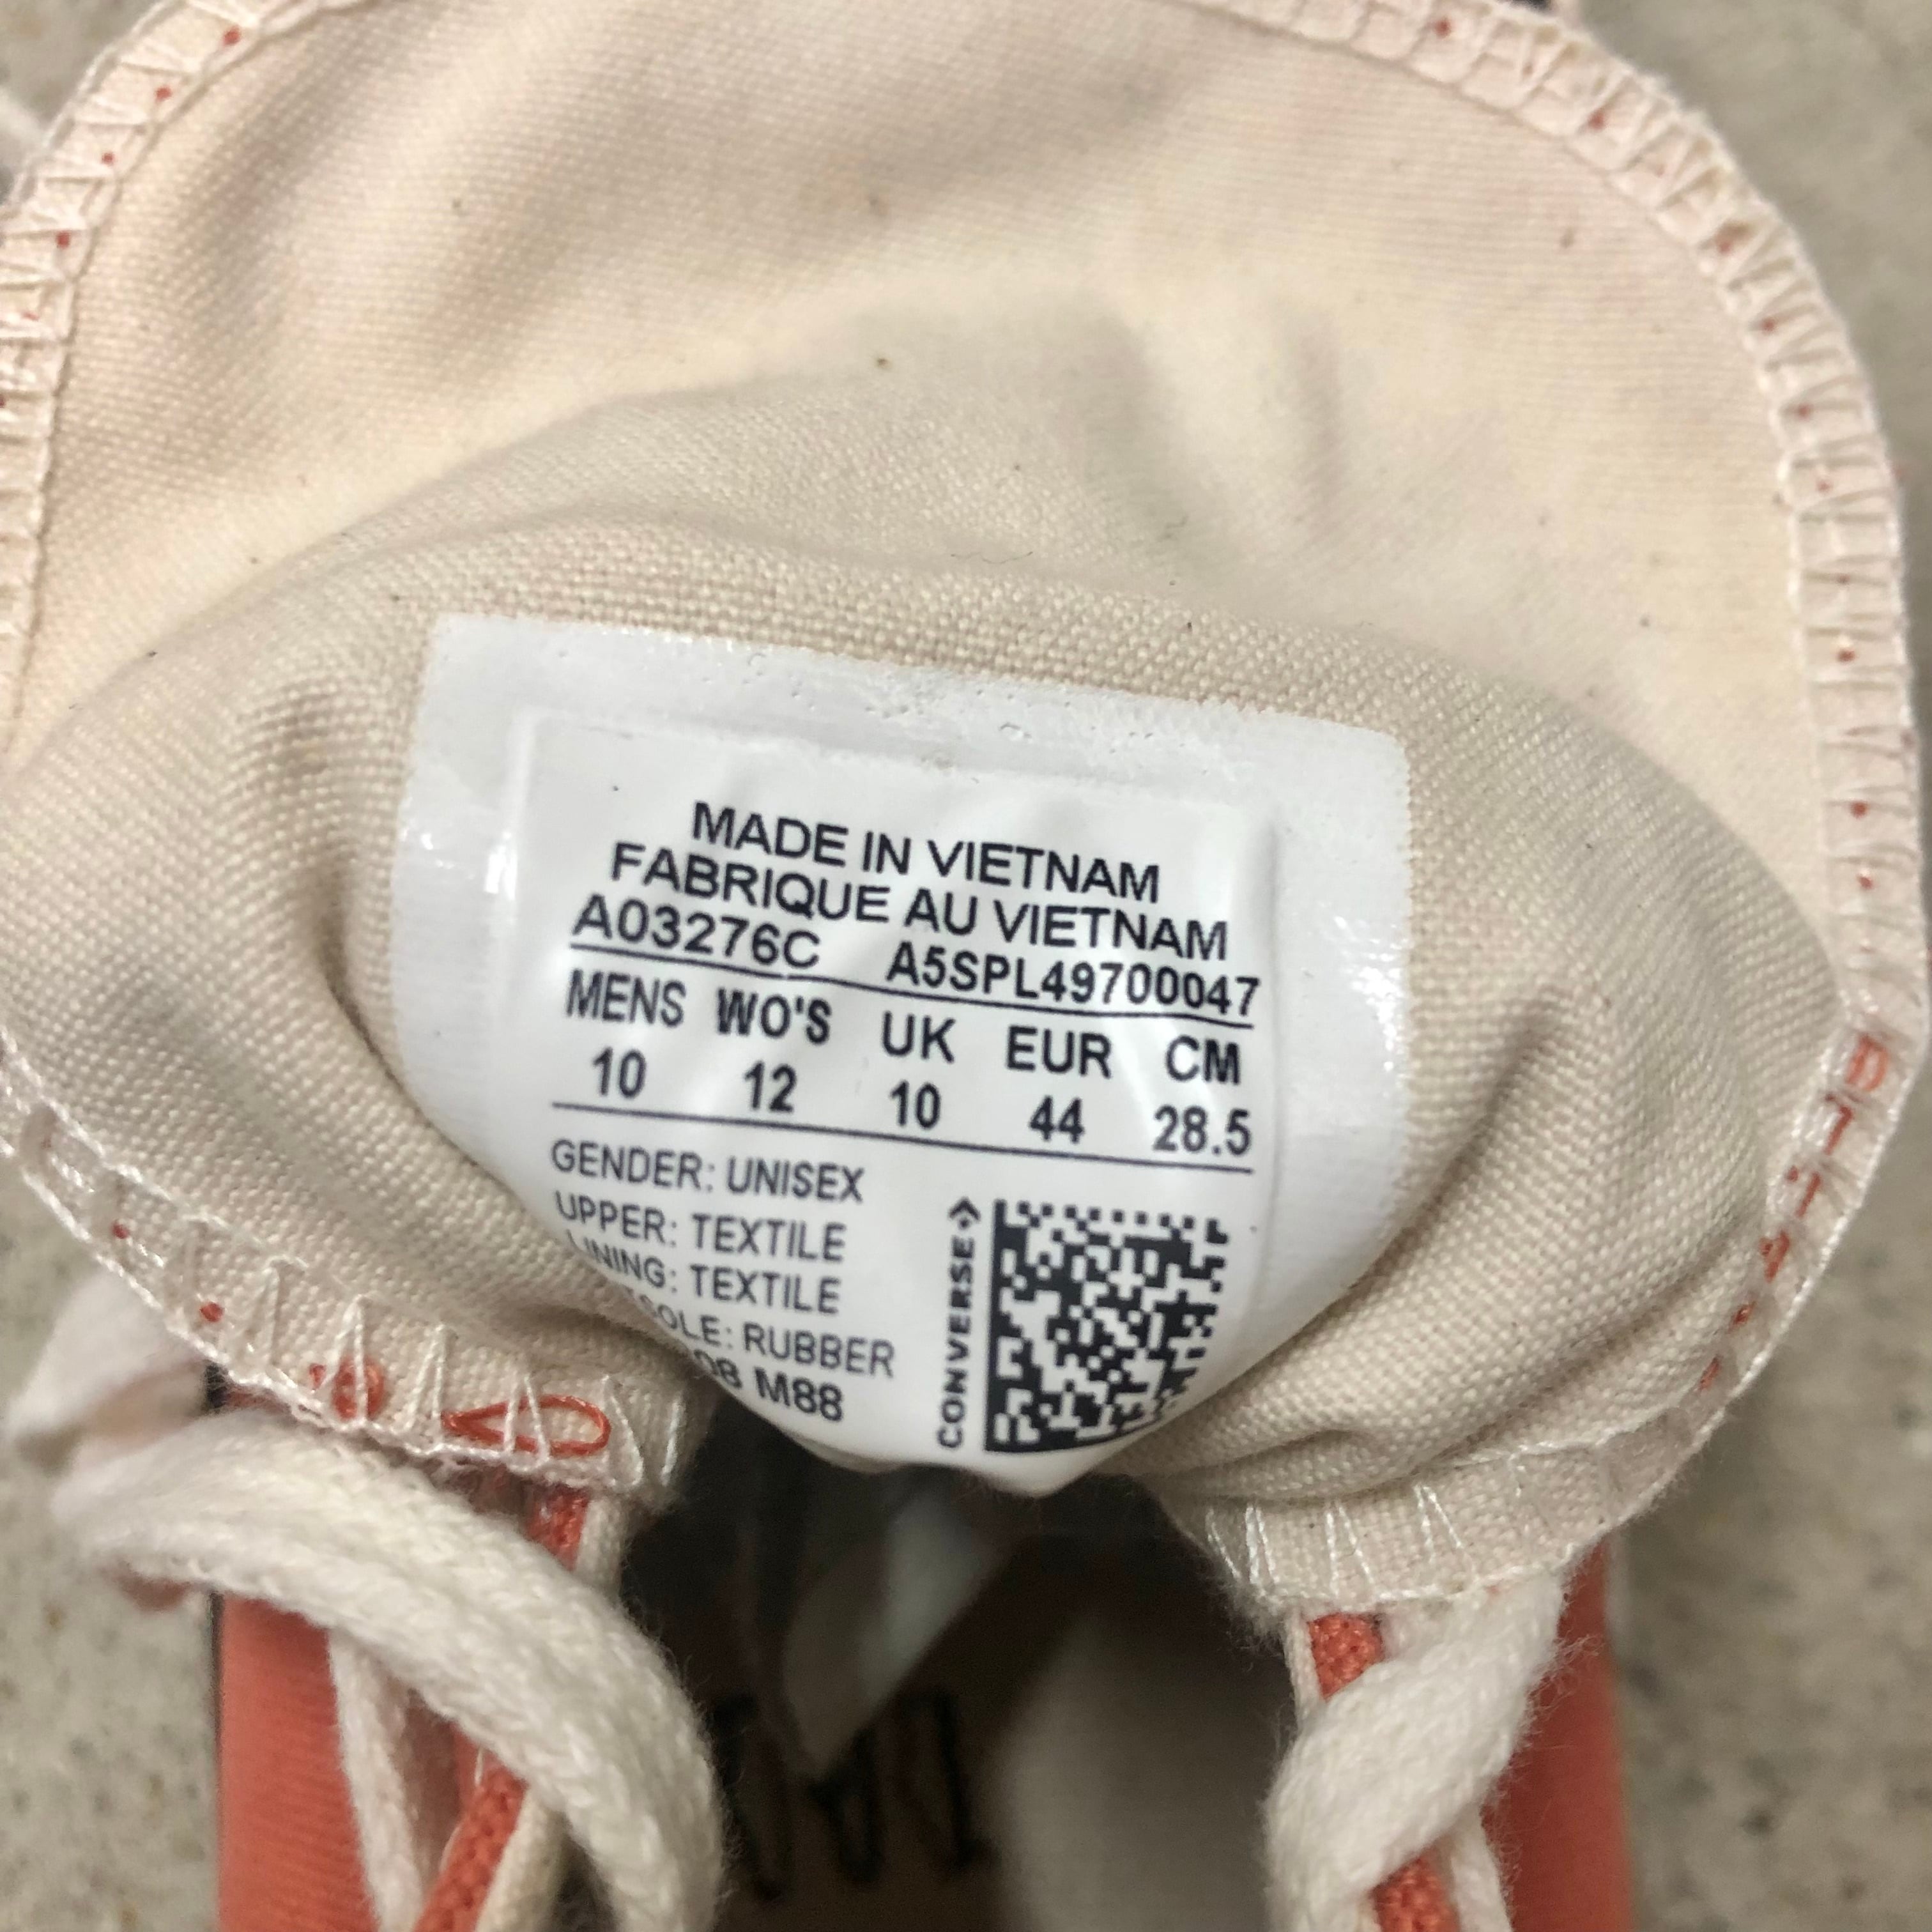 MADE IN VIETNAM
FABRIQUE AU VIETNAM
A03276C A5SPL49700047
MENS WO'S UK EUR CM
10 12 10 44 28.5
GENDER: UNISEX
UPPER: TEXTILE
LINING: TEXTILE
SOLE: RUBBER
08 M88
CONVERSE